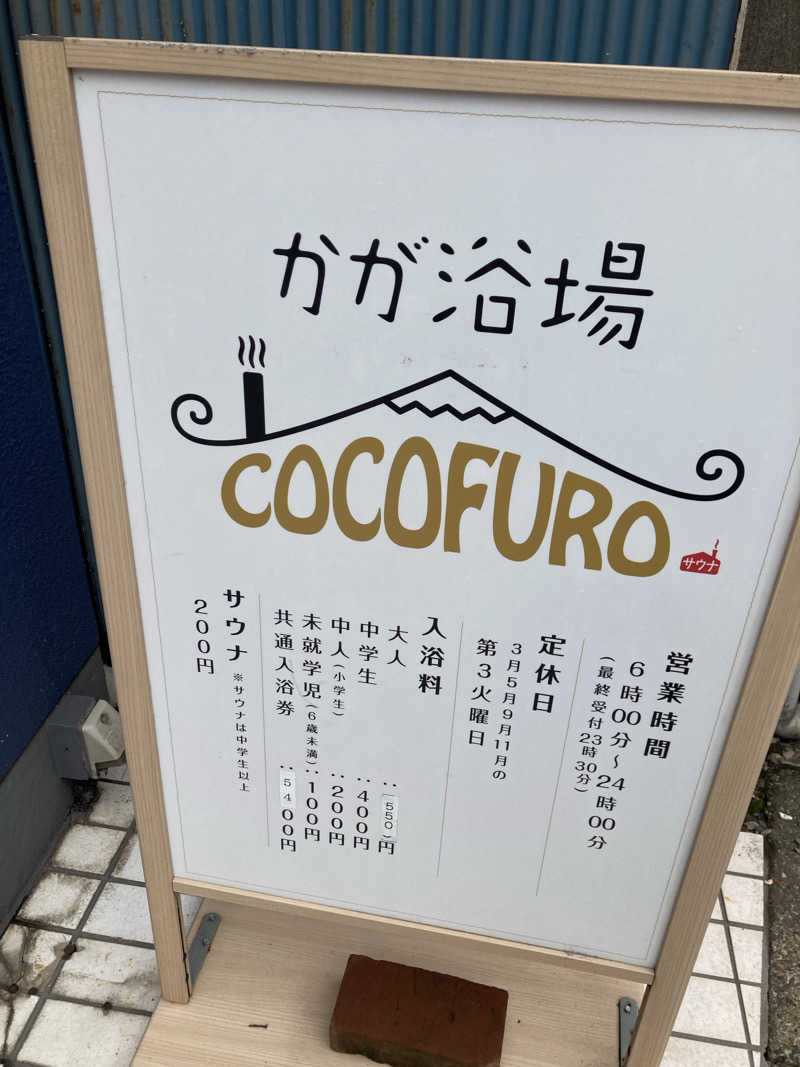 かが浴場
COCOFURO
サウナ
営業時間
6時00分〜24時00分
（最終受付23時30分）
定休日
3月5月9月11月の
第3火曜日
入浴料
大人‥550円
中学生‥400円
中人（小学生）‥200円
未就学児（6歳未満）‥100円
共通入浴券‥5400円
サウナ ※サウナは中学生以上
200円